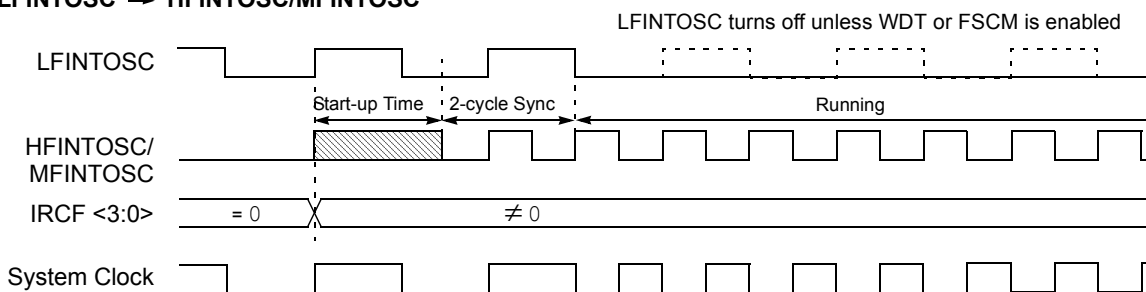 LFINTOSC → HFINTOSC/MFINTOSC
LFINTOSC turns off unless WDT or FSCM is enabled
LFINTOSC
Start-up Time
2-cycle Sync
Running
HFINTOSC/
MFINTOSC
IRCF <3:0>
= 0
≠ 0
System Clock